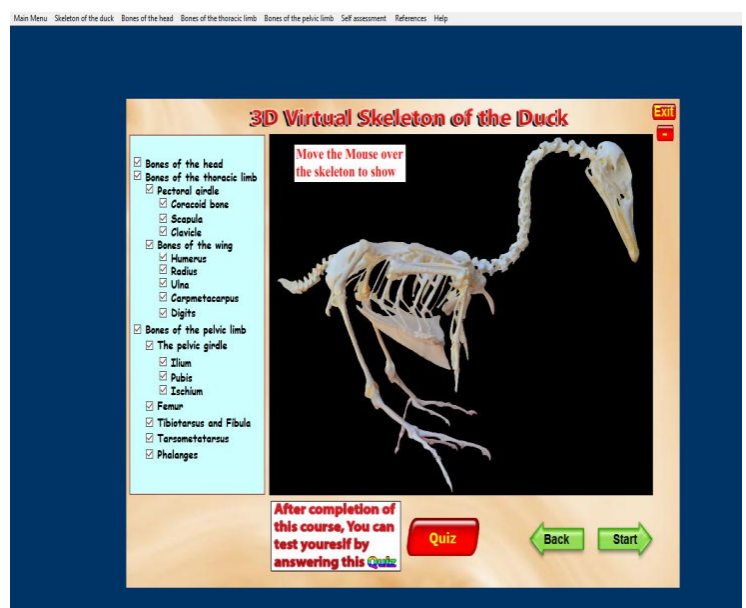 Main Menu Skeleton of the duck Bones of the head Bones of the thoracic limb Bones of the pelvic limb Self assessment References Help
3D Virtual Skeleton of the Duck
Exit
-
Bones of the head
Bones of the thoracic limb
Pectoral girdle
Coracoid bone
Scapula
Clavicle
Bones of the wing
Humerus
Radius
Ulna
Carpmetacarpus
Digits
Bones of the pelvic limb
The pelvic girdle
Ilium
Pubis
Ischium
Femur
Tibiotarsus and Fibula
Tarsometatarsus
Phalanges
Move the Mouse over
the skeleton to show
After completion of
this course, You can
test youreslf by
answering this Quiz
Quiz
Back
Start